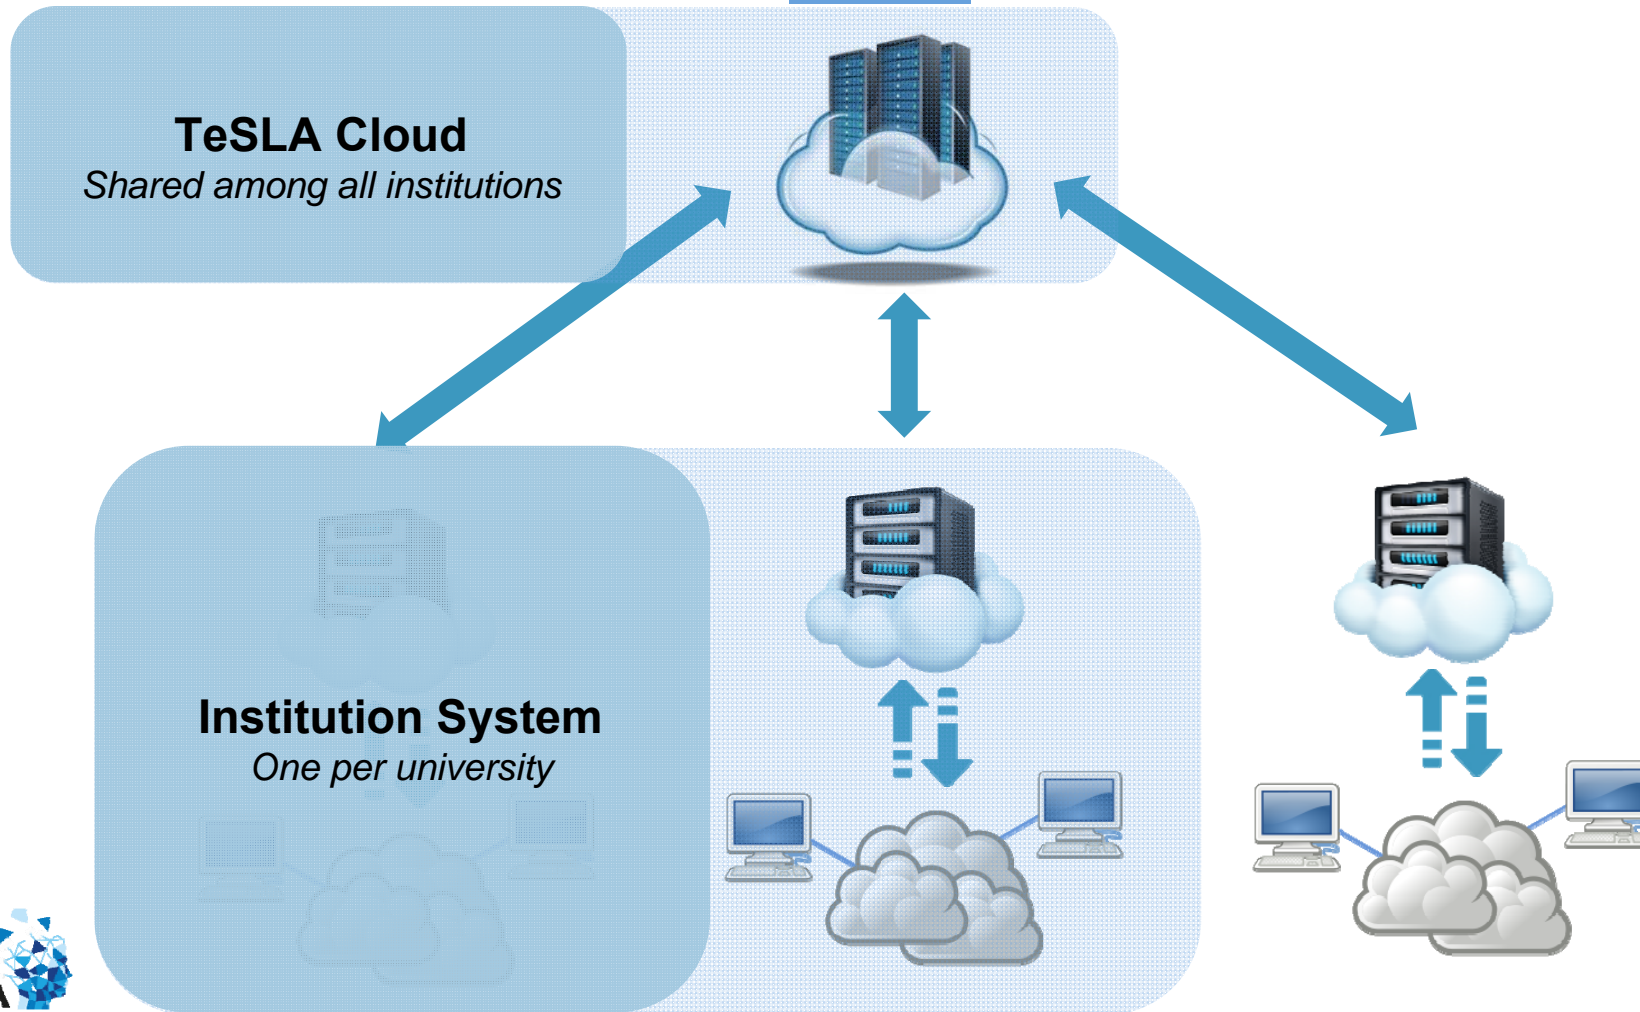 TeSLA Cloud
Shared among all institutions
Institution System
One per university